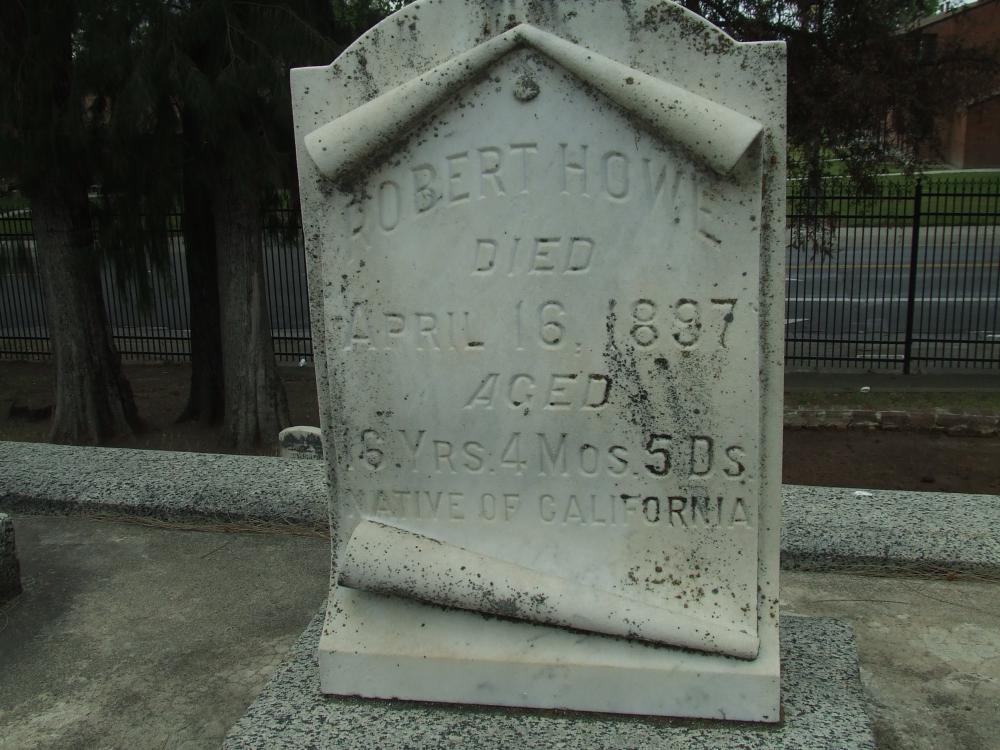 ROBERT HOWE
DIED
APRIL 16, 1897
AGED
16 YRS. 4 MOS. 5 DS.
NATIVE OF CALIFORNIA